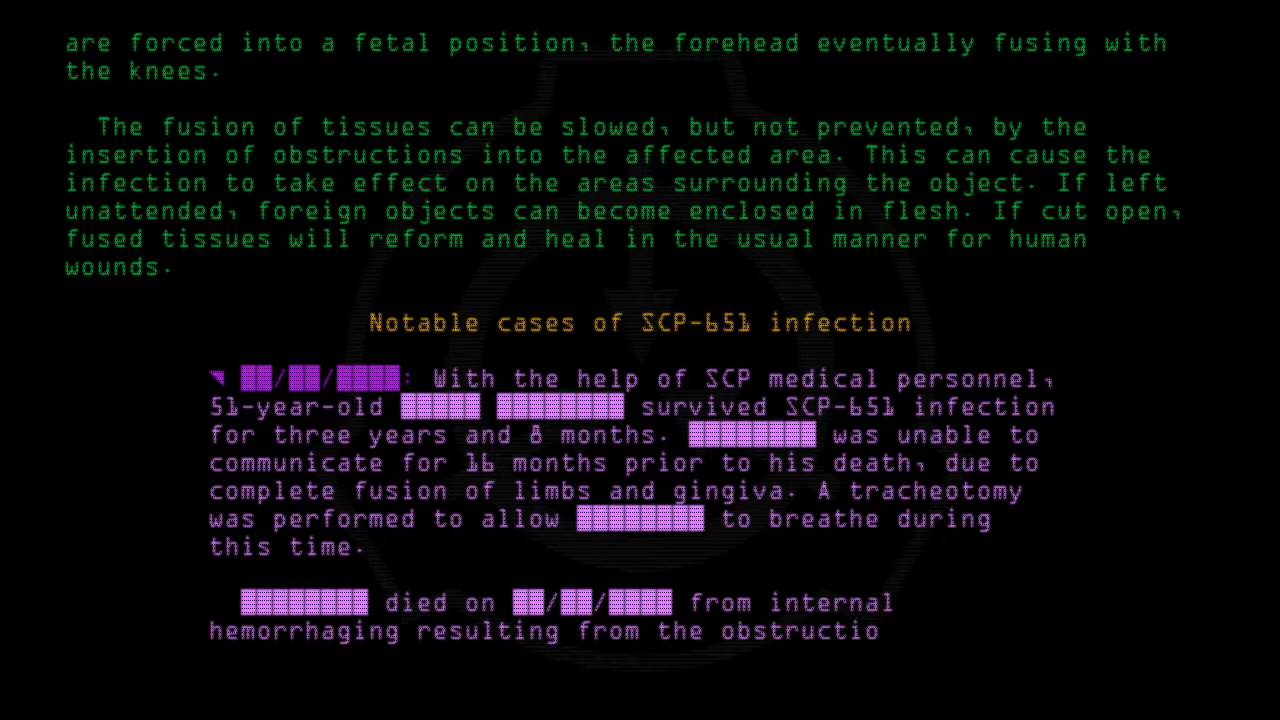 are forced into a fetal position, the forehead eventually fusing with
the knees.
The fusion of tissues can be slowed, but not prevented, by the
insertion of obstructions into the affected area. This can cause the
infection to take effect on the areas surrounding the object. If left
unattended, foreign objects can become enclosed in flesh. If cut open,
fused tissues will reform and heal in the usual manner for human
wounds.
Notable cases of SCP-651 infection
◥ ██/██/████: With the help of SCP medical personnel,
51-year-old █████ ████████ survived SCP-651 infection
for three years and 8 months. ████████ was unable to
communicate for 16 months prior to his death, due to
complete fusion of limbs and gingiva. A tracheotomy
was performed to allow ████████ to breathe during
this time.
████████ died on ██/██/████ from internal
hemorrhaging resulting from the obstructio